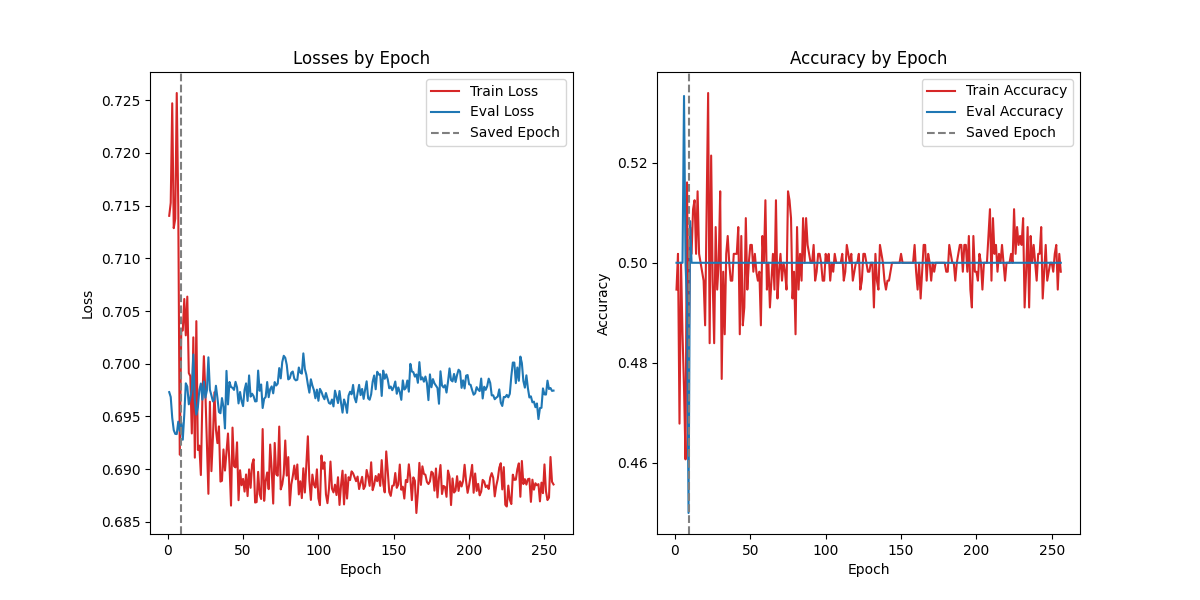 Losses by Epoch
0.725
0.720
0.715
0.710
0.705
0.700
0.695
0.690
0.685
Loss
0
50
100
150
200
250
Epoch
Train Loss
Eval Loss
Saved Epoch
Accuracy by Epoch
0.52
0.50
0.48
0.46
Accuracy
0
50
100
150
200
250
Epoch
Train Accuracy
Eval Accuracy
Saved Epoch